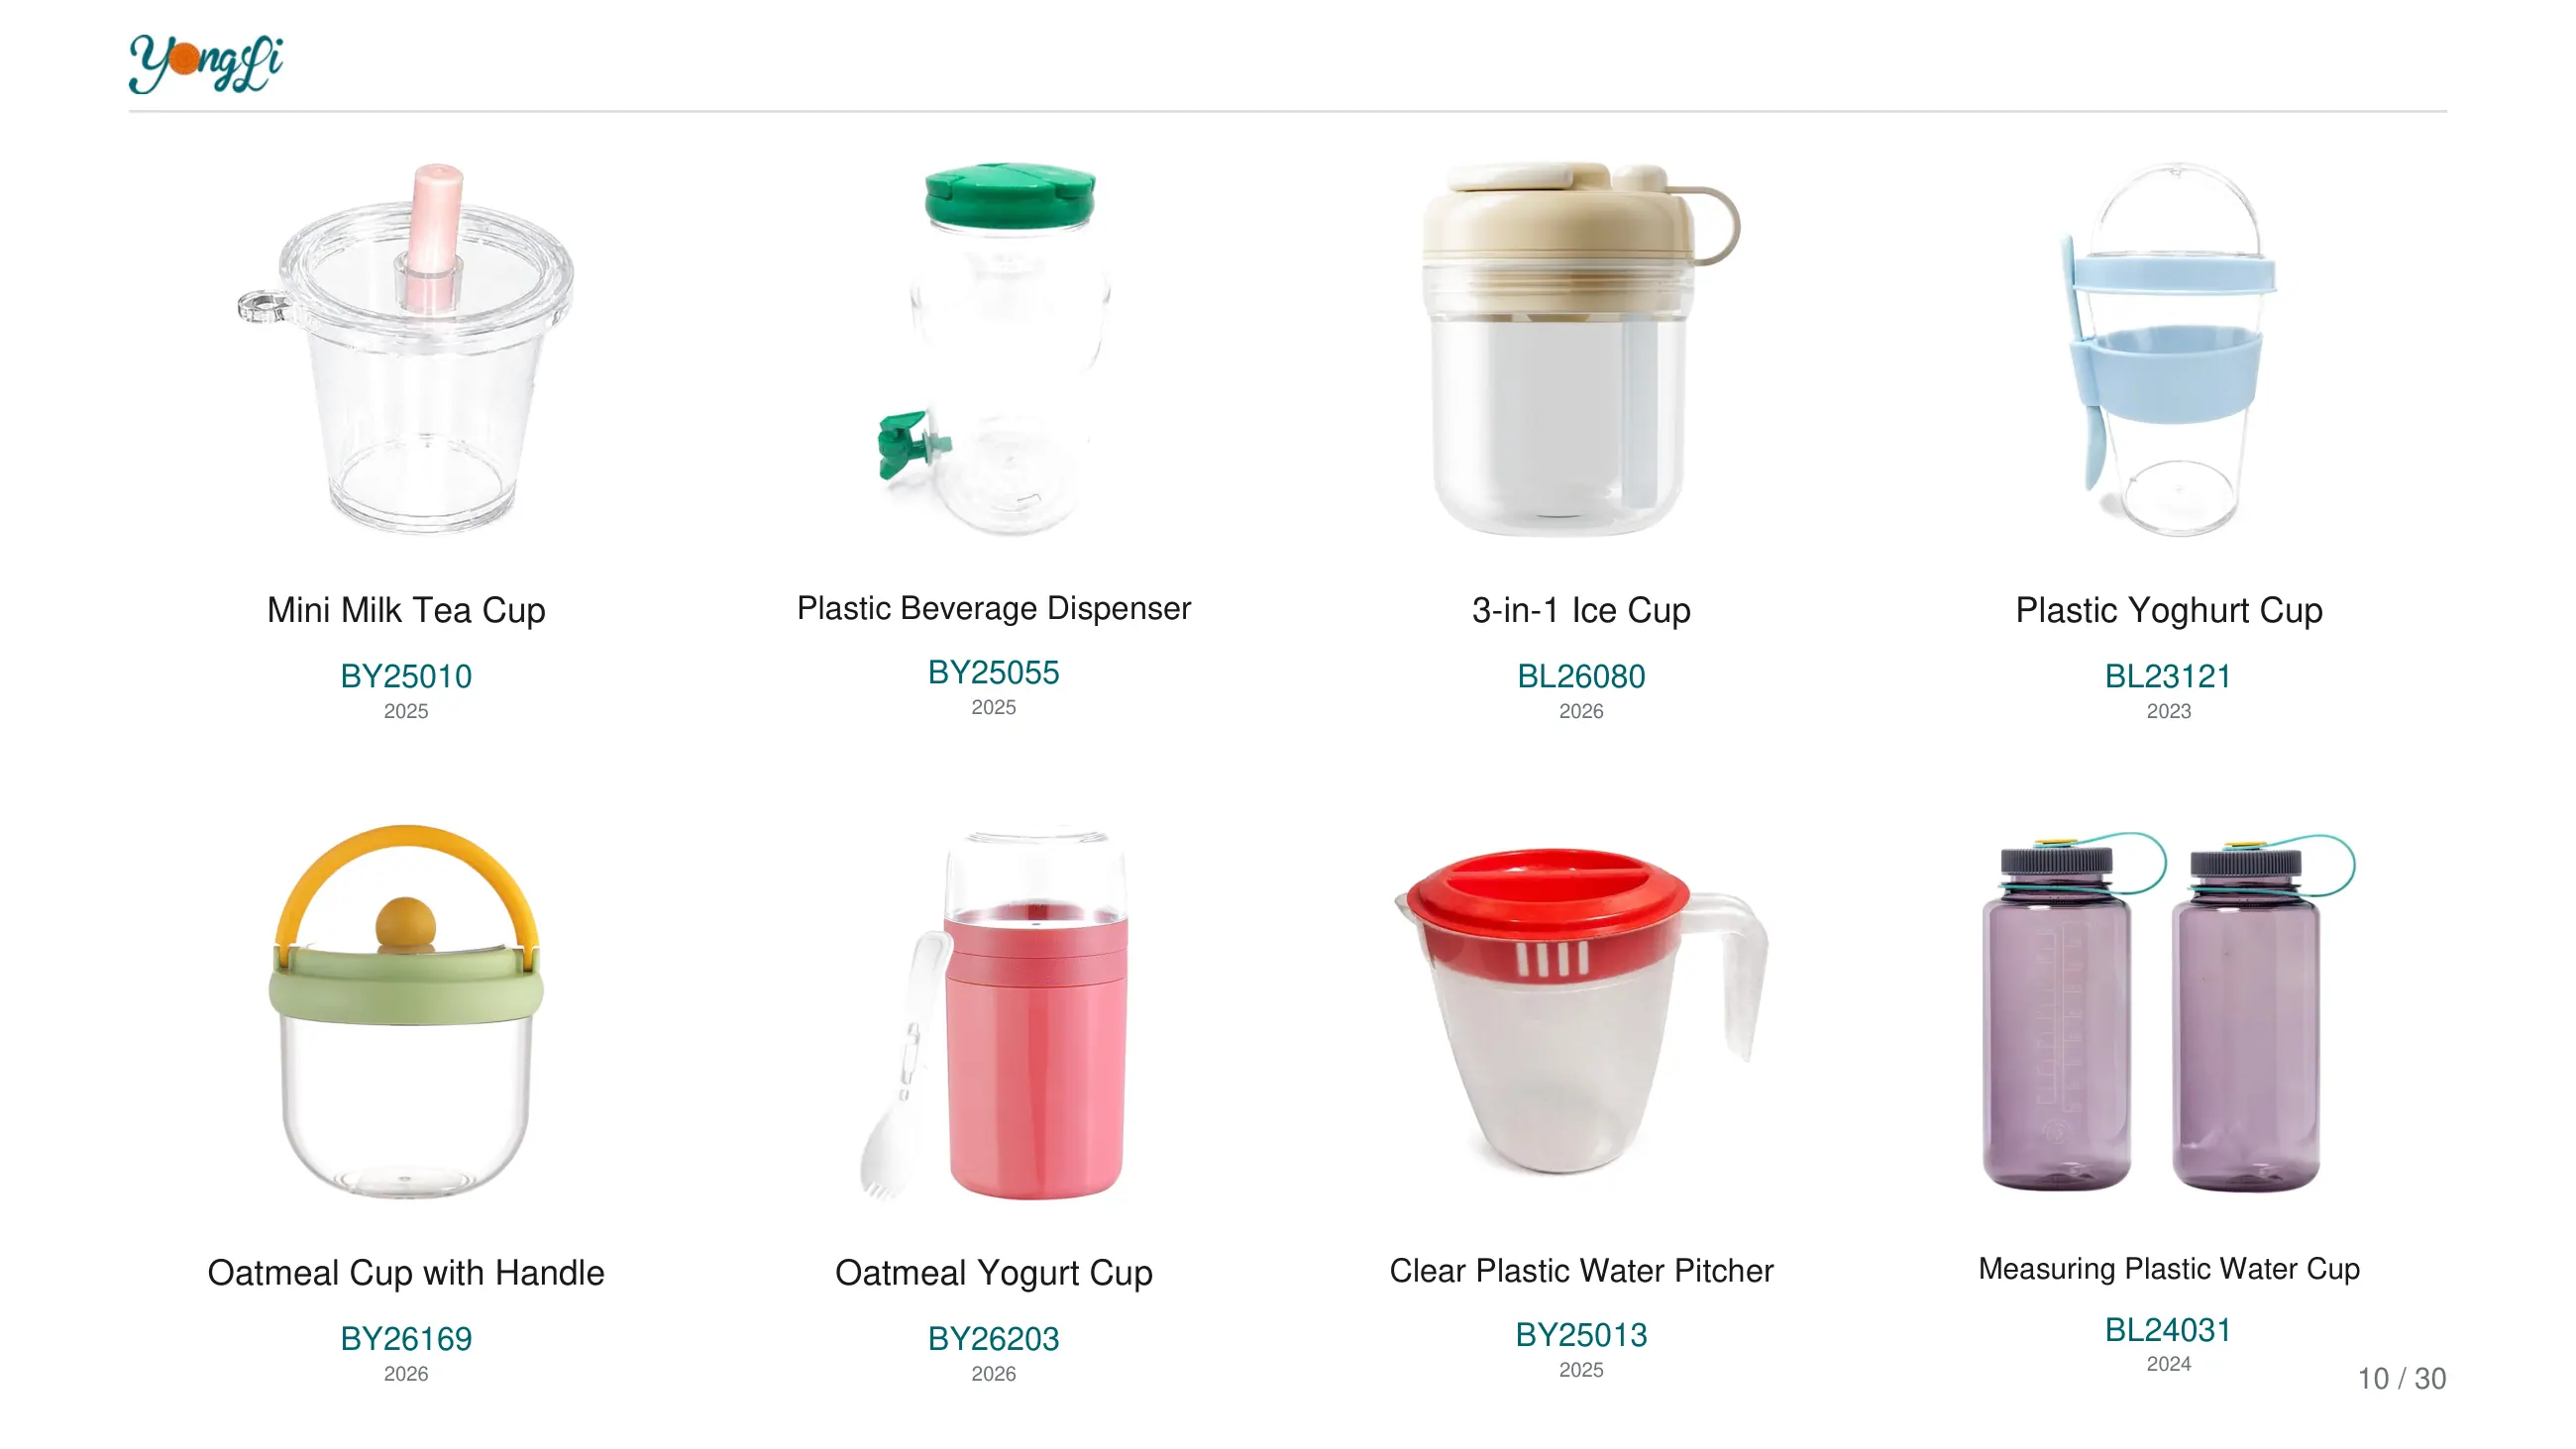 YongLi
Mini Milk Tea Cup
BY25010
2025
Plastic Beverage Dispenser
BY25055
2025
3-in-1 Ice Cup
BL26080
2026
Plastic Yoghurt Cup
BL23121
2023
Oatmeal Cup with Handle
BY26169
2026
Oatmeal Yogurt Cup
BY26203
2026
Clear Plastic Water Pitcher
BY25013
2025
Measuring Plastic Water Cup
BL24031
2024
10 / 30